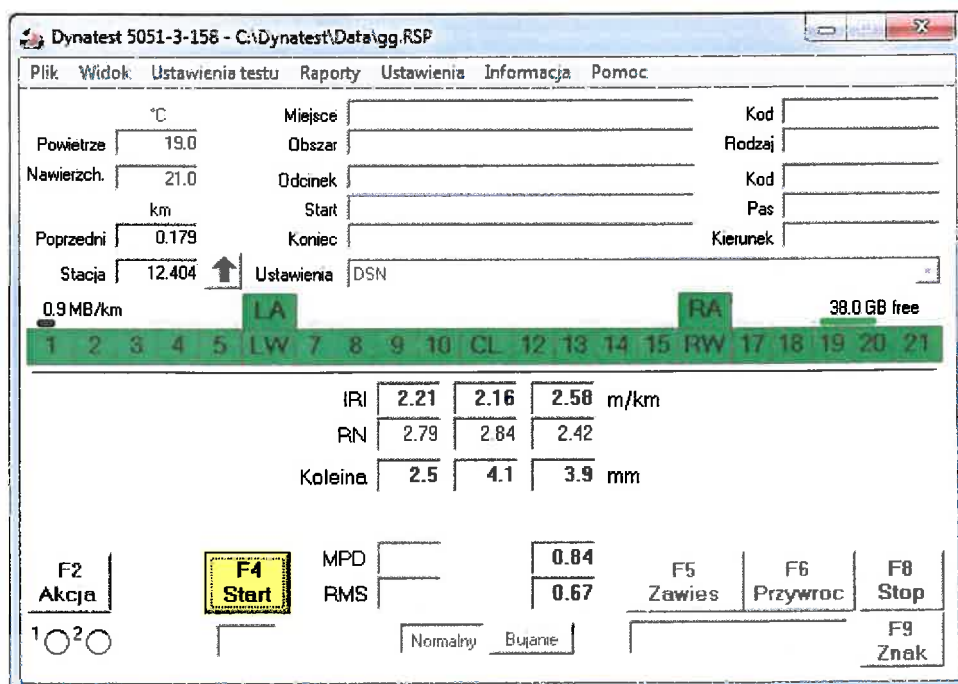 Dynatest 5051-3-158 - C:\Dynatest\Data\gg.RSP
Plik Widok Ustawienia testu Raporty Ustawienia Informacja Pomoc
°C Miejsce Kod
Powietrze 19.0 Obszar Rodzaj
Nawierzch. 21.0 Odcinek Kod
km Start Pas
Poprzedni 0.179 Koniec Kierunek
Stacja 12.404 Ustawienia DSN
0.9 MB/km LA RA 38.0 GB free
1 2 3 4 5 LW 7 8 9 10 CL 12 13 14 15 RW 17 18 19 20 21
IRI 2.21 2.16 2.58 m/km
RN 2.79 2.84 2.42
Koleina 2.5 4.1 3.9 mm
MPD 0.84
RMS 0.67
F2 Akcja
F4 Start
F5 Zawies
F6 Przywroc
F8 Stop
1 2 Normalny Bujanie
F9 Znak